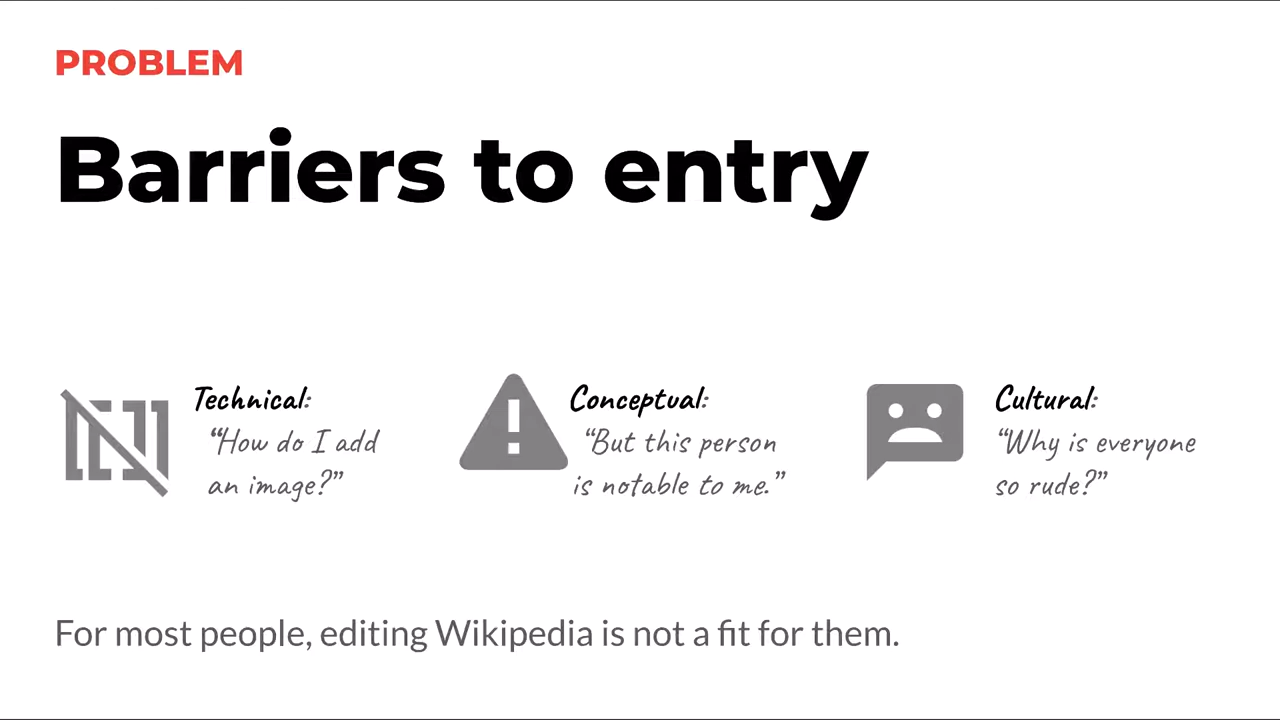 PROBLEM
Barriers to entry
Technical:
“How do I add
an image?”
Conceptual:
“But this person
is notable to me.”
Cultural:
“Why is everyone
so rude?”
For most people, editing Wikipedia is not a fit for them.